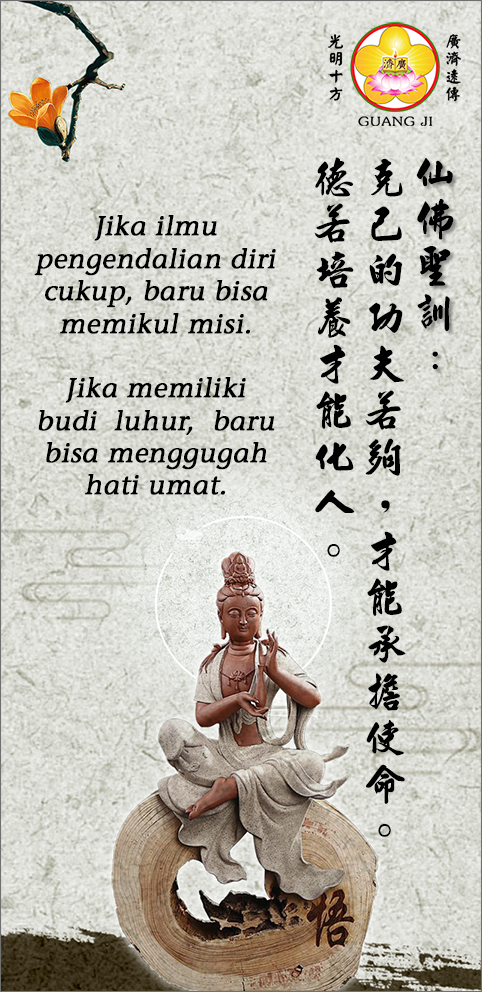 光明十方
廣濟遠傳
濟廣
GUANG JI
仙佛聖訓：
克己的功夫若夠，才能承擔使命。
德若培養才能化人。
Jika ilmu
pengendalian diri
cukup, baru bisa
memikul misi.
Jika memiliki
budi luhur, baru
bisa menggugah
hati umat.
悟